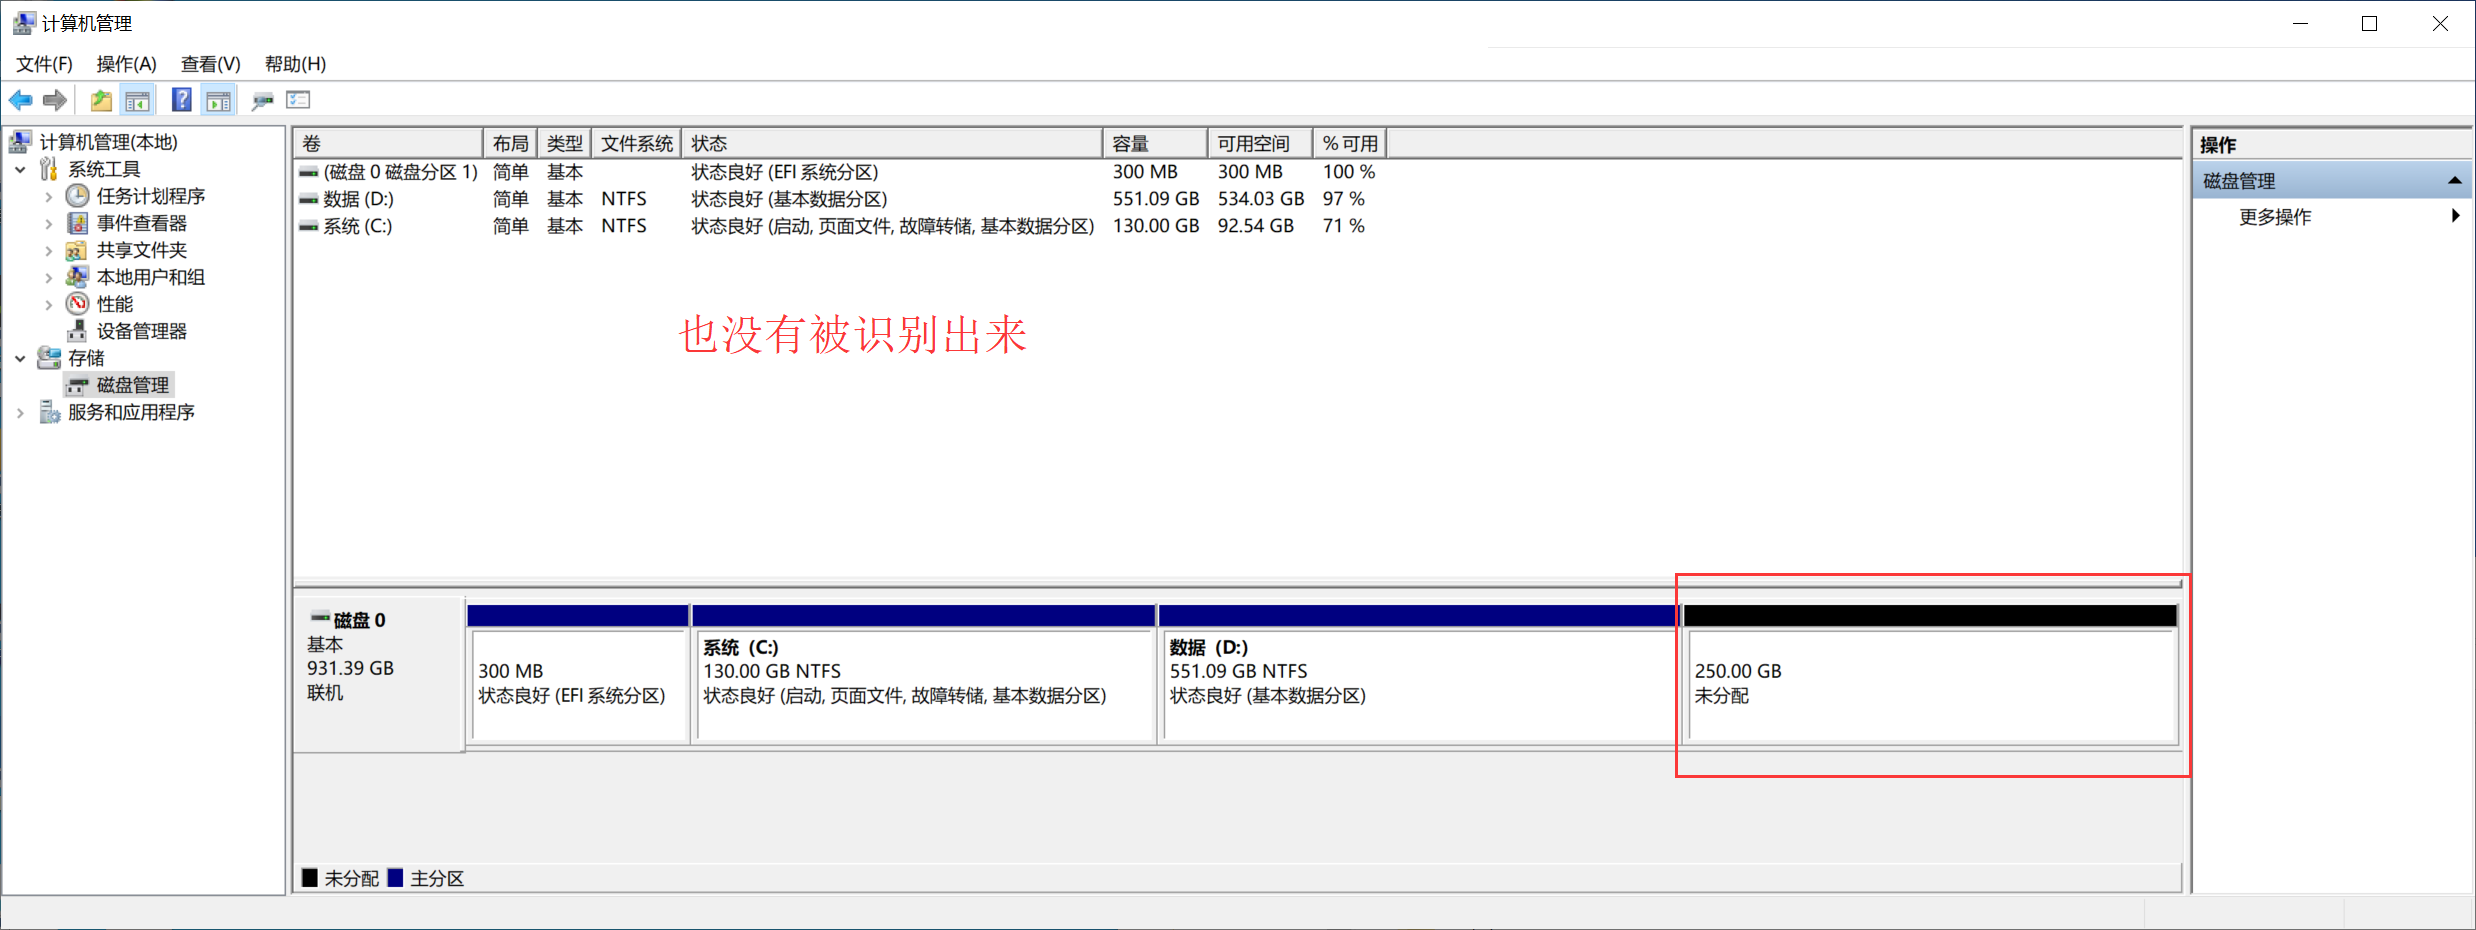 计算机管理
文件(F) 操作(A) 查看(V) 帮助(H)
计算机管理(本地)
系统工具
任务计划程序
事件查看器
共享文件夹
本地用户和组
性能
设备管理器
存储
磁盘管理
服务和应用程序
卷 布局 类型 文件系统 状态 容量 可用空间 % 可用
(磁盘 0 磁盘分区 1) 简单 基本 状态良好 (EFI 系统分区) 300 MB 300 MB 100 %
数据 (D:) 简单 基本 NTFS 状态良好 (基本数据分区) 551.09 GB 534.03 GB 97 %
系统 (C:) 简单 基本 NTFS 状态良好 (启动, 页面文件, 故障转储, 基本数据分区) 130.00 GB 92.54 GB 71 %
也没有被识别出来
磁盘 0
基本
931.39 GB
联机
300 MB
状态良好 (EFI 系统分区)
系统 (C:)
130.00 GB NTFS
状态良好 (启动, 页面文件, 故障转储, 基本数据分区)
数据 (D:)
551.09 GB NTFS
状态良好 (基本数据分区)
250.00 GB
未分配
未分配 主分区
操作
磁盘管理
更多操作